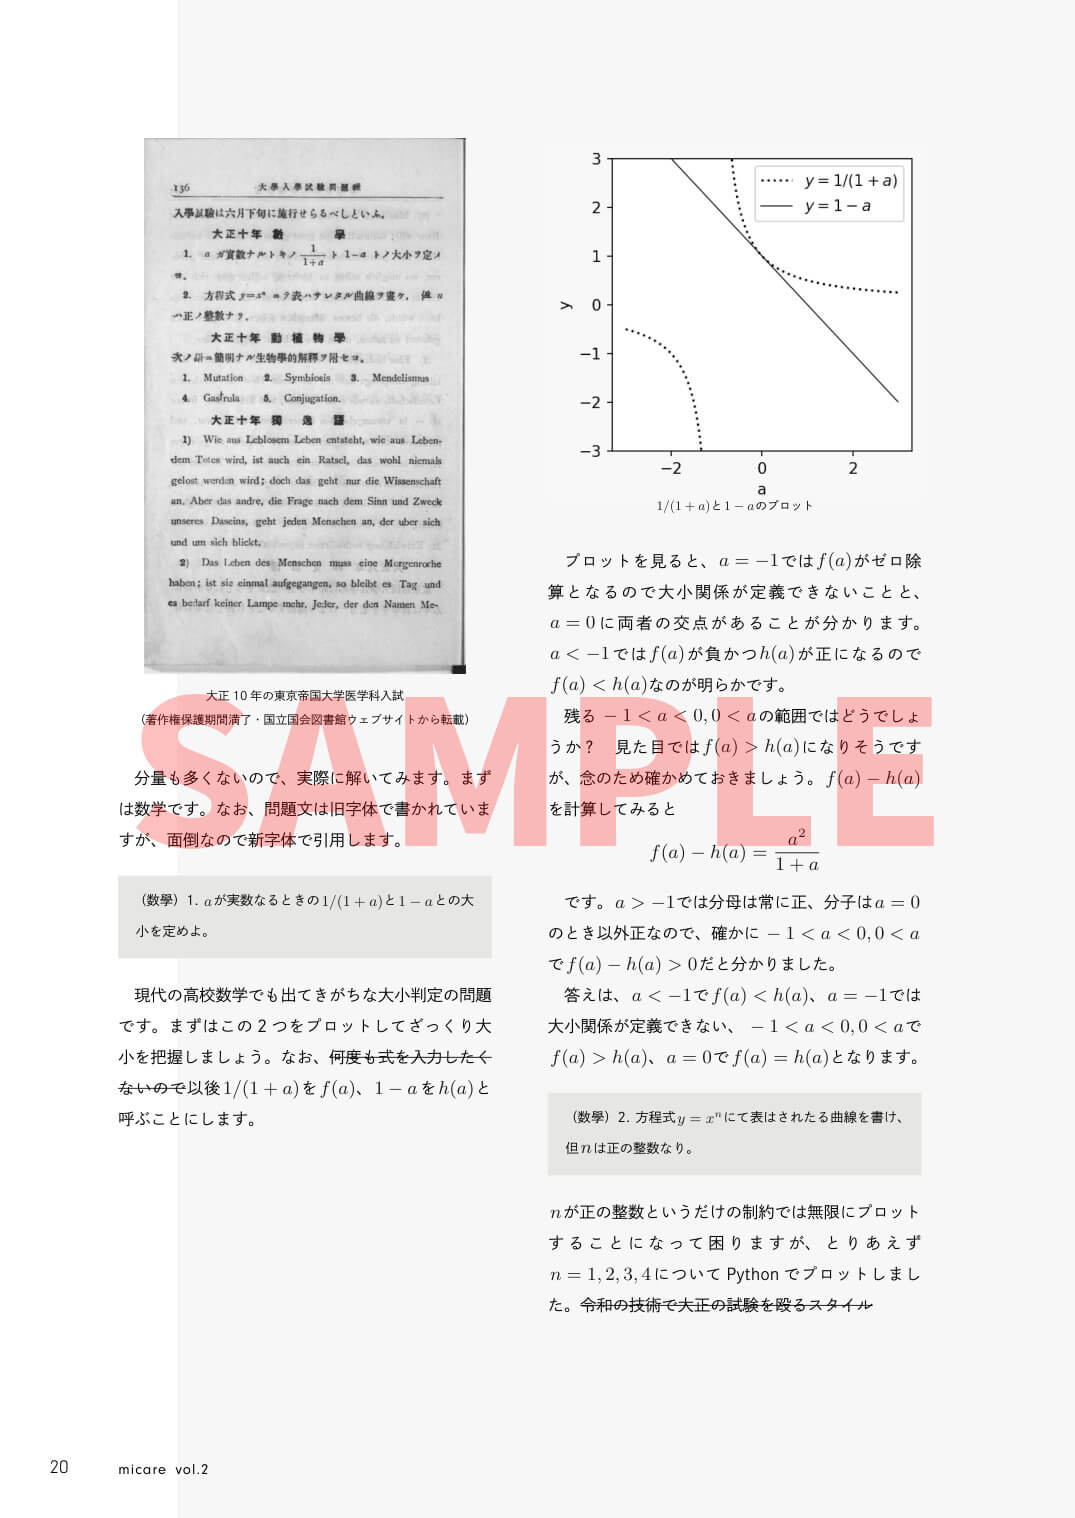 136 大學入學試驗問題輯
入學試驗は六月下旬に施行せらるべしといふ。
大正十年 數 學
1. a ガ實數ナルトキノ 1/1+a ト 1−a トノ大小ヲ定メ
ヨ。
2. 方程式 y=xⁿ ニテ表ハサレタル曲線ヲ畫ケ, 但 n
ハ正ノ整數ナリ。
大正十年 動 植 物 學
次ノ語ニ簡明ナル生物學的解釋ヲ附セヨ。
1. Mutation 2. Symbiosis 3. Mendelismus
4. Gastrula 5. Conjugation.
大正十年 獨 逸 語
1) Wie aus Leblosem Leben entsteht, wie aus Leben-
dem Totes wird, ist auch ein Ratsel, das wohl niemals
gelost werden wird; doch das geht nur die Wissenschaft
an. Aber das andre, die Frage nach dem Sinn und Zweck
unseres Daseins, geht jeden Menschen an, der uber sich
und um sich blickt.
2) Das Leben des Menschen muss eine Morgenroche
haben; ist sie einmal aufgegangen, so bleibt es Tag und
es bedarf keiner Lampe mehr. Jeder, der den Namen Me-
大正 10 年の東京帝国大学医学科入試
（著作権保護期間満了・国立国会図書館ウェブサイトから転載）
分量も多くないので、実際に解いてみます。まず
は数学です。なお、問題文は旧字体で書かれていま
すが、面倒なので新字体で引用します。
（数學）1. aが実数なるときの1/(1 + a)と1 − aとの大
小を定めよ。
現代の高校数学でも出てきがちな大小判定の問題
です。まずはこの 2 つをプロットしてざっくり大
小を把握しましょう。なお、何度も式を入力したく
ないので以後1/(1 + a)をf(a)、1 − aをh(a)と
呼ぶことにします。
3
2
1
0
−1
−2
−3
y
−2 0 2
a
y = 1/(1 + a)
y = 1 − a
1/(1 + a)と1 − aのプロット
プロットを見ると、a = −1ではf(a)がゼロ除
算となるので大小関係が定義できないことと、
a = 0に両者の交点があることが分かります。
a < −1ではf(a)が負かつh(a)が正になるので
f(a) < h(a)なのが明らかです。
残る − 1 < a < 0, 0 < aの範囲ではどうでしょ
うか？ 見た目ではf(a) > h(a)になりそうです
が、念のため確かめておきましょう。f(a) − h(a)
を計算してみると
f(a) − h(a) = a²/1 + a
です。a > −1では分母は常に正、分子はa = 0
のとき以外正なので、確かに − 1 < a < 0, 0 < a
でf(a) − h(a) > 0だと分かりました。
答えは、a < −1でf(a) < h(a)、a = −1では
大小関係が定義できない、 − 1 < a < 0, 0 < aで
f(a) > h(a)、a = 0でf(a) = h(a)となります。
（数學）2. 方程式y = xⁿにて表はされたる曲線を書け、
但nは正の整数なり。
nが正の整数というだけの制約では無限にプロット
することになって困りますが、とりあえず
n = 1, 2, 3, 4について Python でプロットしまし
た。令和の技術で大正の試験を殴るスタイル
SAMPLE
20 micare vol.2